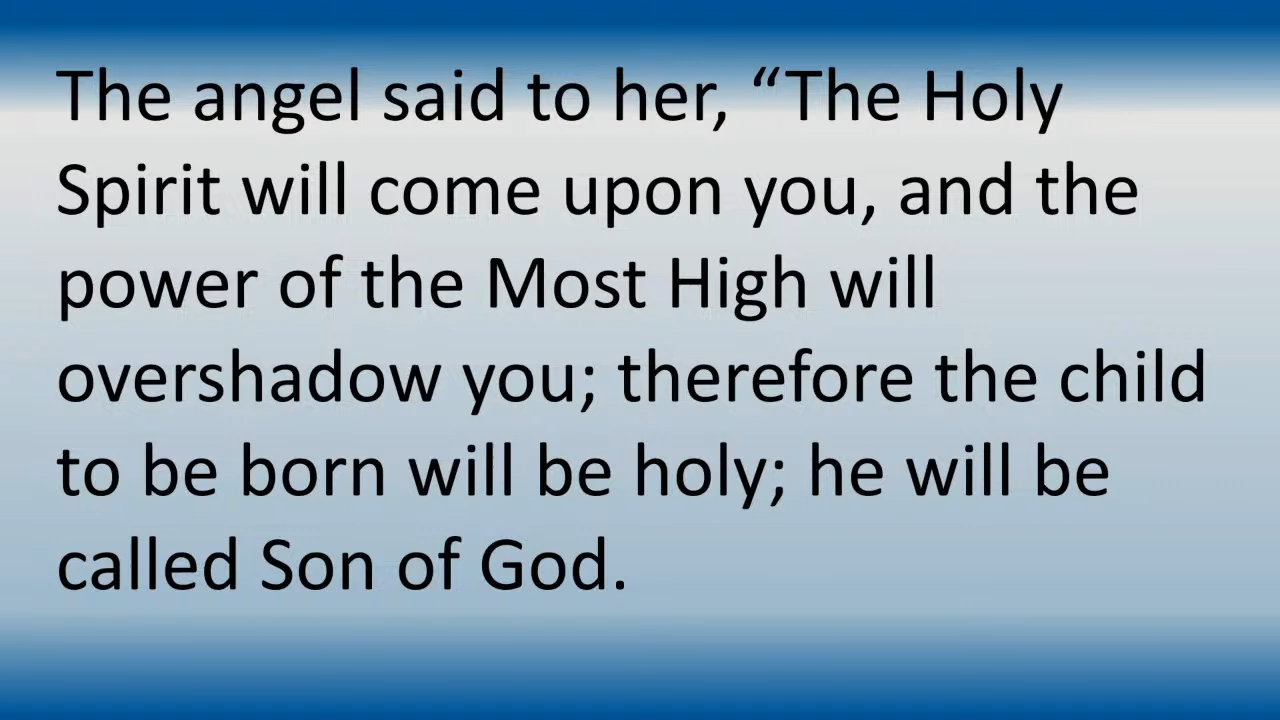 The angel said to her, “The Holy
Spirit will come upon you, and the
power of the Most High will
overshadow you; therefore the child
to be born will be holy; he will be
called Son of God.